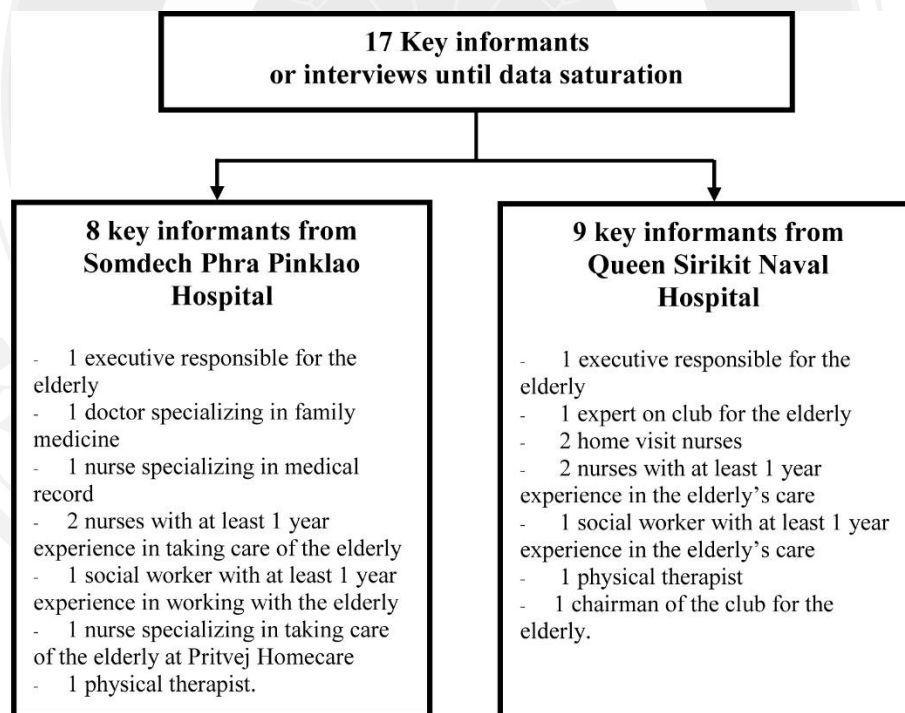 17 Key informants
or interviews until data saturation
8 key informants from
Somdech Phra Pinklao
Hospital
- 1 executive responsible for the
elderly
- 1 doctor specializing in family
medicine
- 1 nurse specializing in medical
record
- 2 nurses with at least 1 year
experience in taking care of the elderly
- 1 social worker with at least 1 year
experience in working with the elderly
- 1 nurse specializing in taking care
of the elderly at Pritvej Homecare
- 1 physical therapist.
9 key informants from
Queen Sirikit Naval
Hospital
- 1 executive responsible for the
elderly
- 1 expert on club for the elderly
- 2 home visit nurses
- 2 nurses with at least 1 year
experience in the elderly’s care
- 1 social worker with at least 1 year
experience in the elderly’s care
- 1 physical therapist
- 1 chairman of the club for the
elderly.